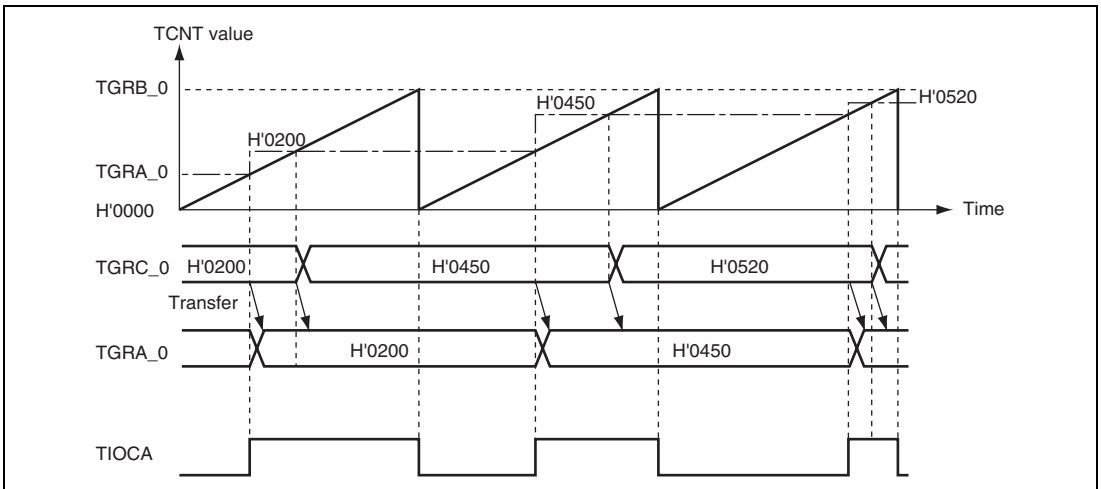 TCNT value
TGRB_0
H'0450
H'0520
H'0200
TGRA_0
H'0000
Time
TGRC_0
H'0200
H'0450
H'0520
Transfer
TGRA_0
H'0200
H'0450
TIOCA